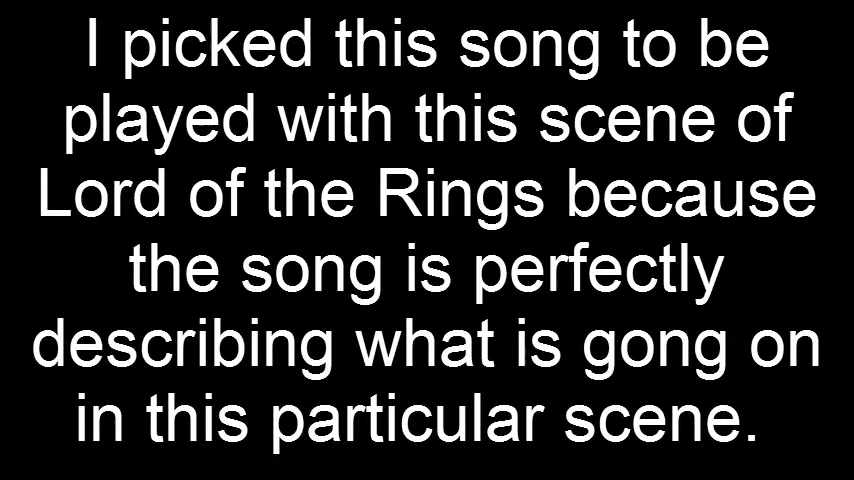 I picked this song to be
played with this scene of
Lord of the Rings because
the song is perfectly
describing what is gong on
in this particular scene.